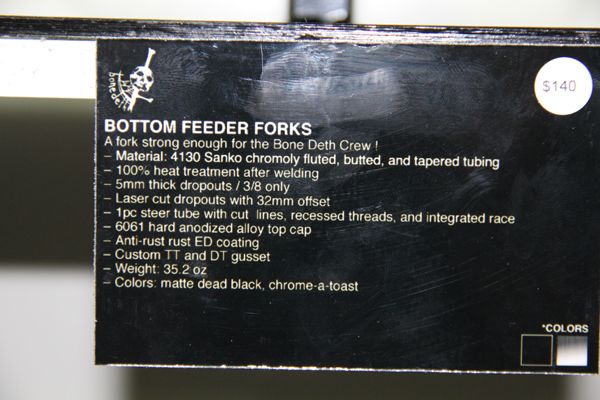 bone deth
$140
BOTTOM FEEDER FORKS
A fork strong enough for the Bone Deth Crew !
- Material: 4130 Sanko chromoly fluted, butted, and tapered tubing
- 100% heat treatment after welding
- 5mm thick dropouts / 3/8 only
- Laser cut dropouts with 32mm offset
- 1pc steer tube with cut lines, recessed threads, and integrated race
- 6061 hard anodized alloy top cap
- Anti-rust rust ED coating
- Custom TT and DT gusset
- Weight: 35.2 oz
- Colors: matte dead black, chrome-a-toast
*COLORS